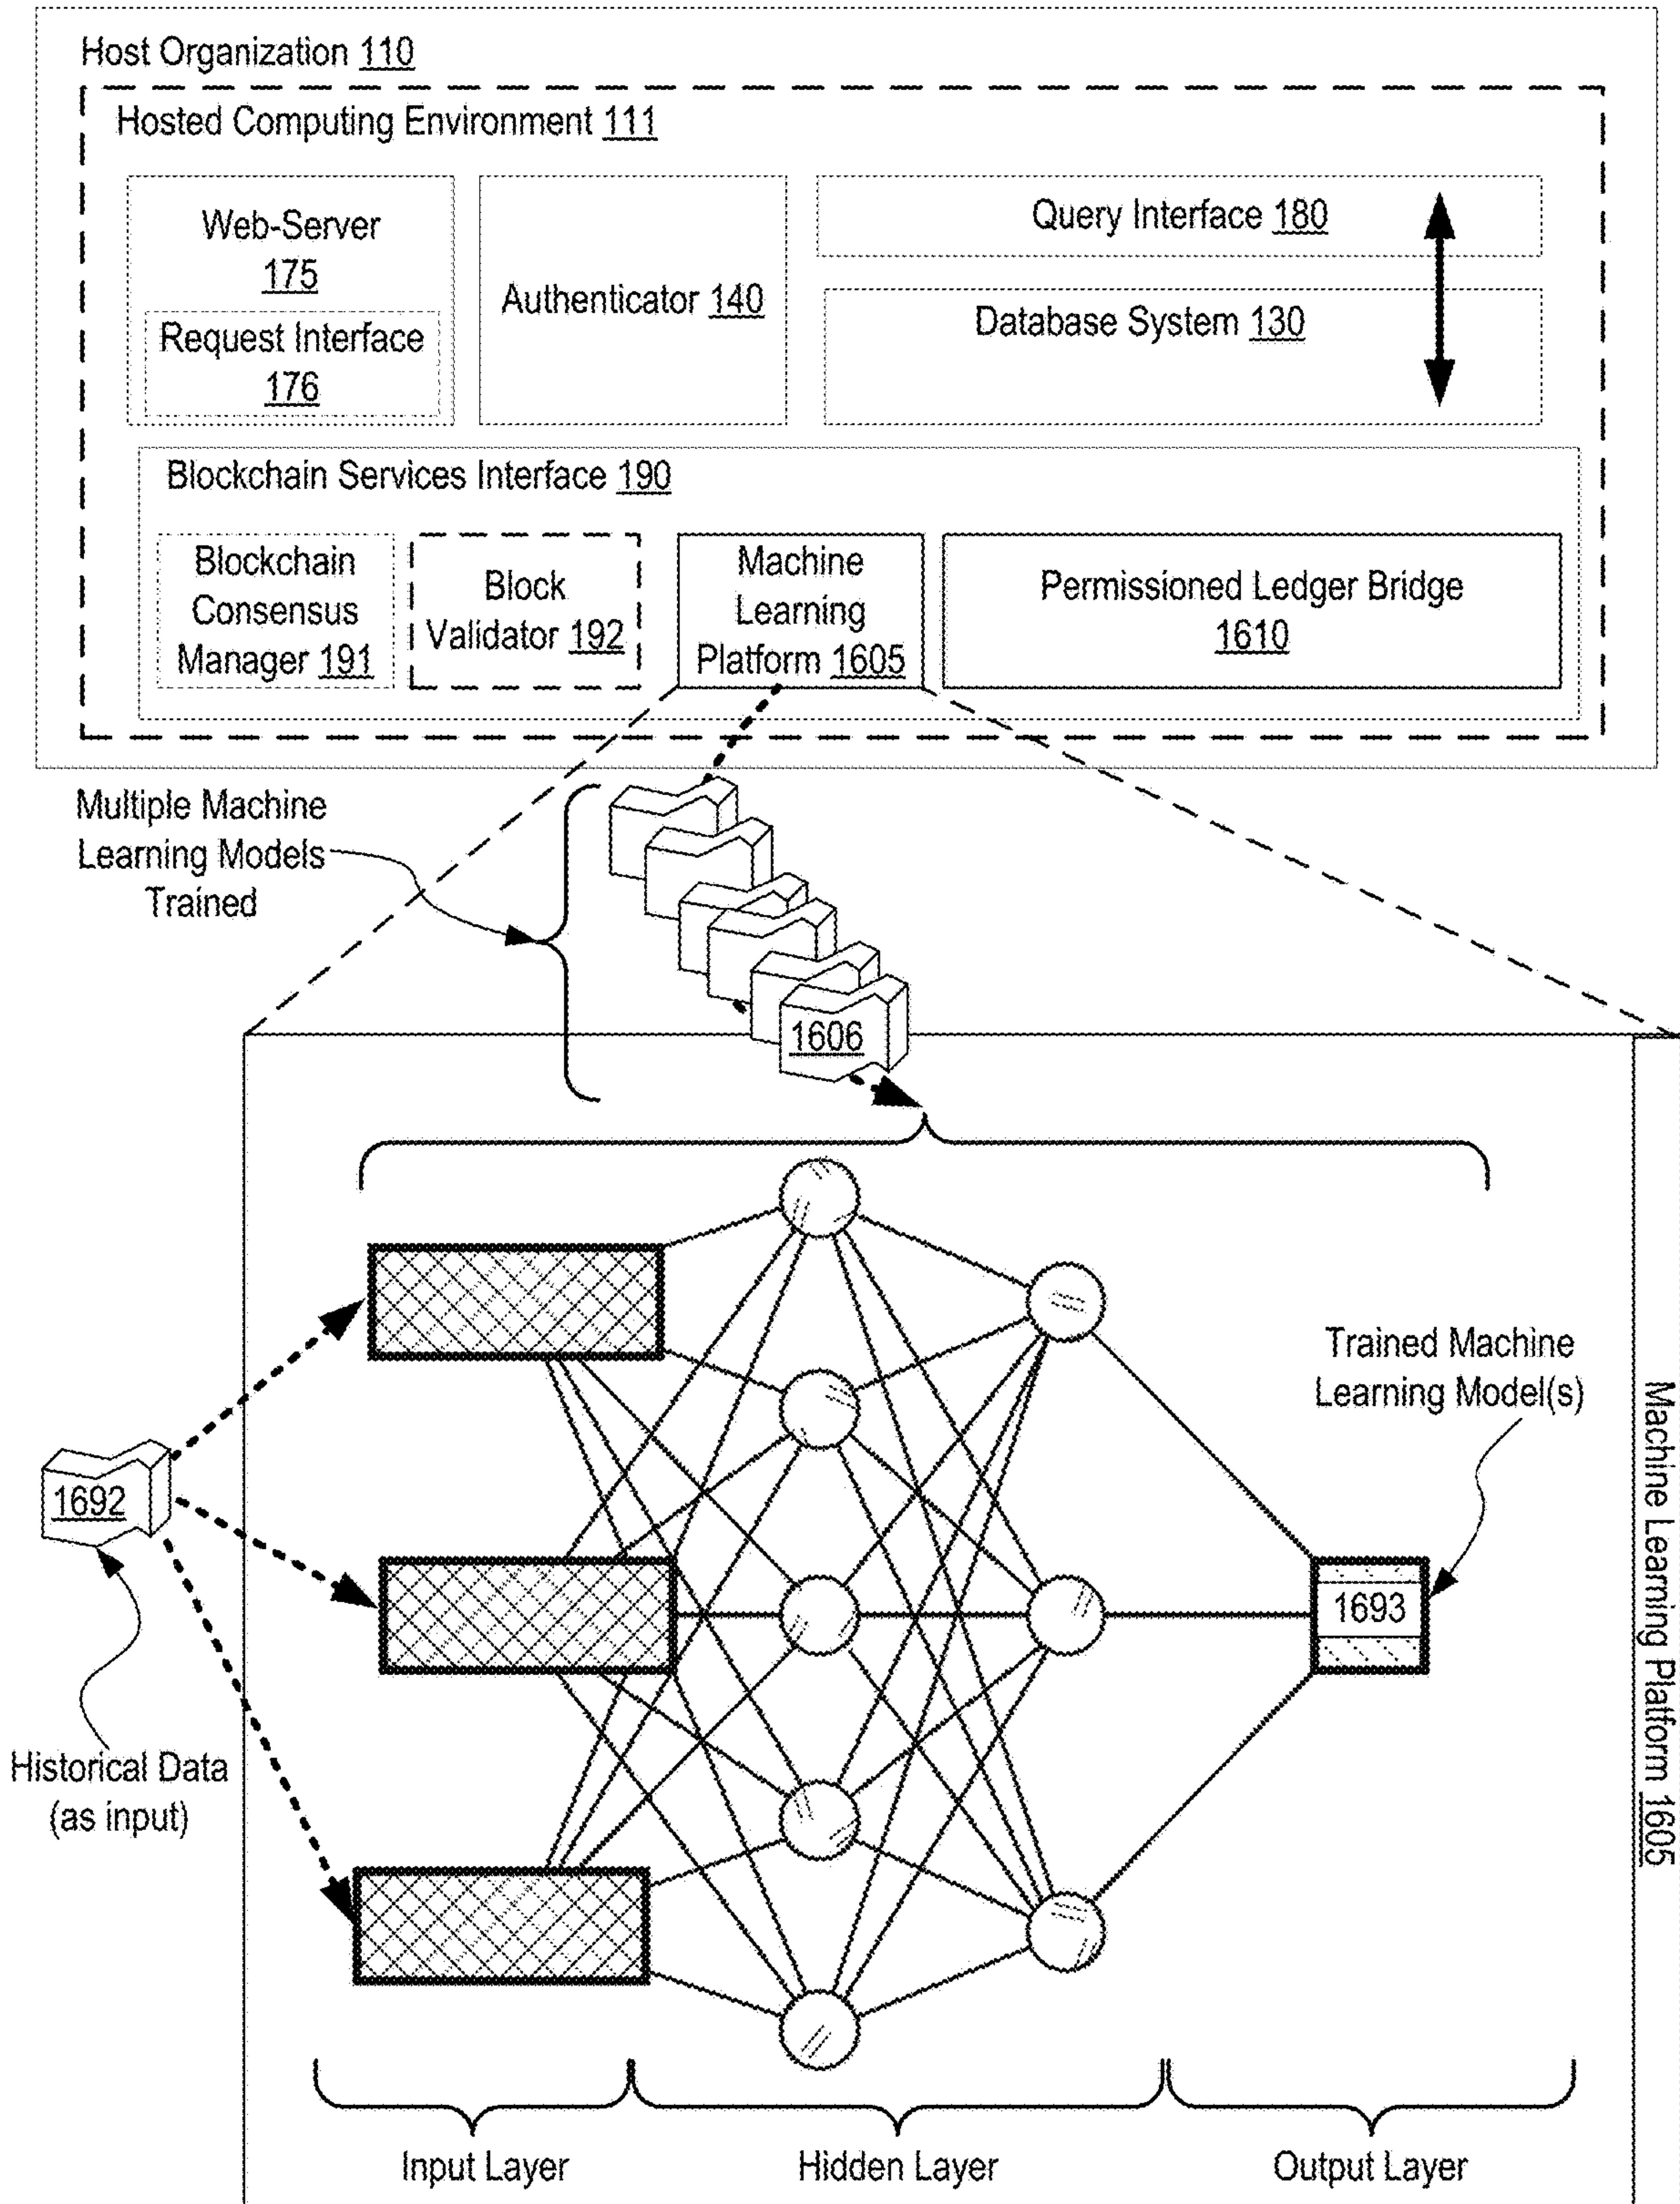 Host Organization 110
Hosted Computing Environment 111
Web-Server
175
Request Interface
176
Authenticator 140
Query Interface 180
Database System 130
Blockchain Services Interface 190
Blockchain
Consensus
Manager 191
Block
Validator 192
Machine
Learning
Platform 1605
Permissioned Ledger Bridge
1610
Multiple Machine
Learning Models
Trained
1606
Trained Machine
Learning Model(s)
1692
1693
Historical Data
(as input)
Machine Learning Platform 1605
Input Layer
Hidden Layer
Output Layer